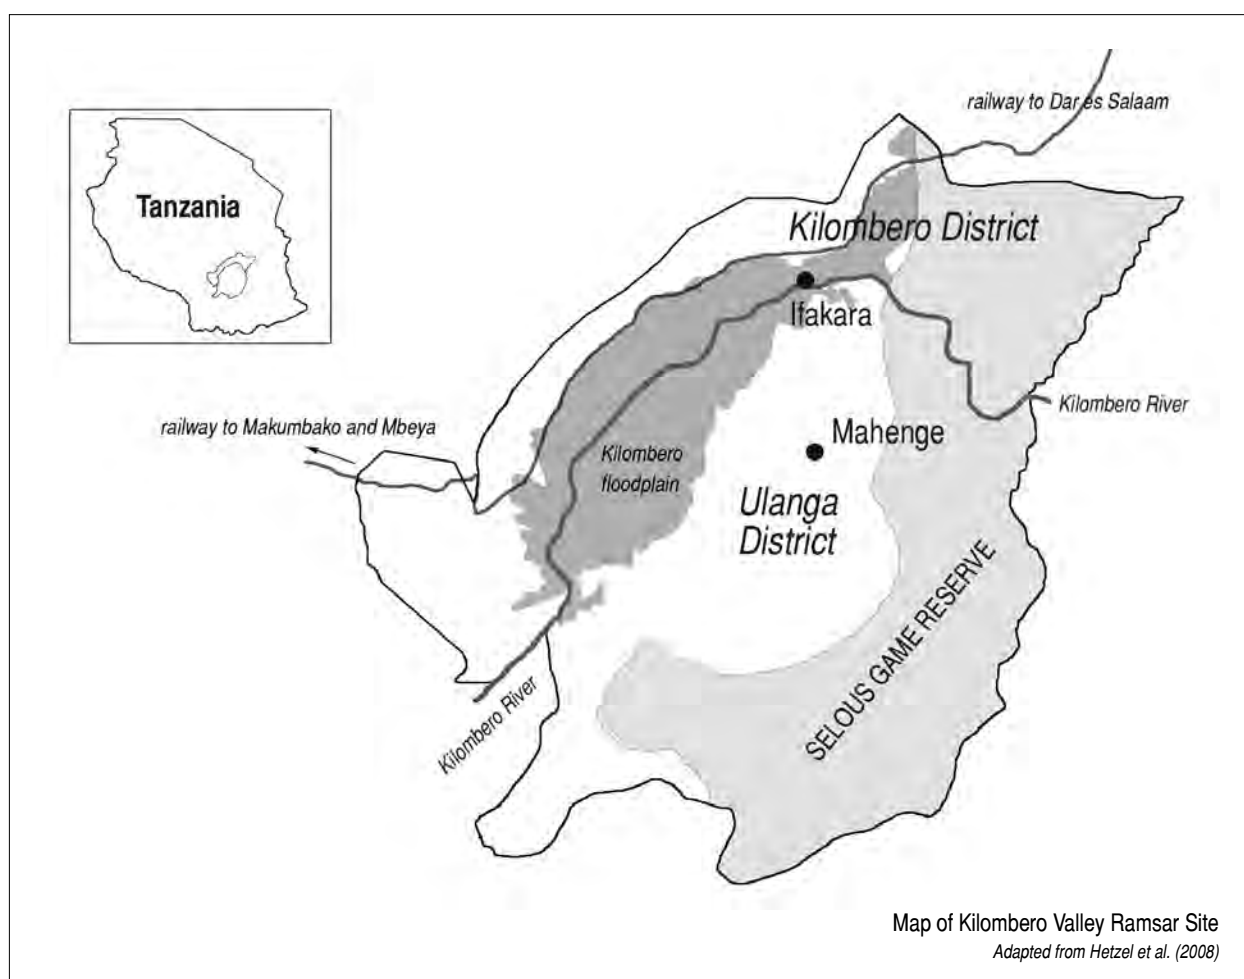 railway to Dar es Salaam
Tanzania
Kilombero District
Ifakara
Kilombero River
railway to Makumbako and Mbeya
Mahenge
Kilombero
floodplain
Ulanga
District
SELOUS GAME RESERVE
Kilombero River
Map of Kilombero Valley Ramsar Site
Adapted from Hetzel et al. (2008)